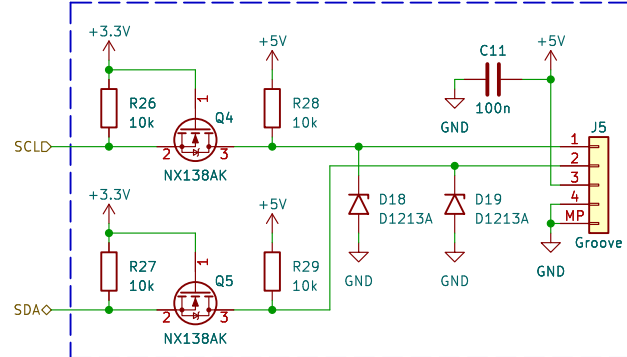 +3.3V
+5V
C11
+5V
100n
GND
R26
10k
1
Q4
R28
10k
SCL
2
3
NX138AK
J5
1
2
3
4
MP
Groove
GND
+3.3V
+5V
D18
D1213A
D19
D1213A
GND
GND
R27
10k
1
Q5
R29
10k
SDA
2
3
NX138AK